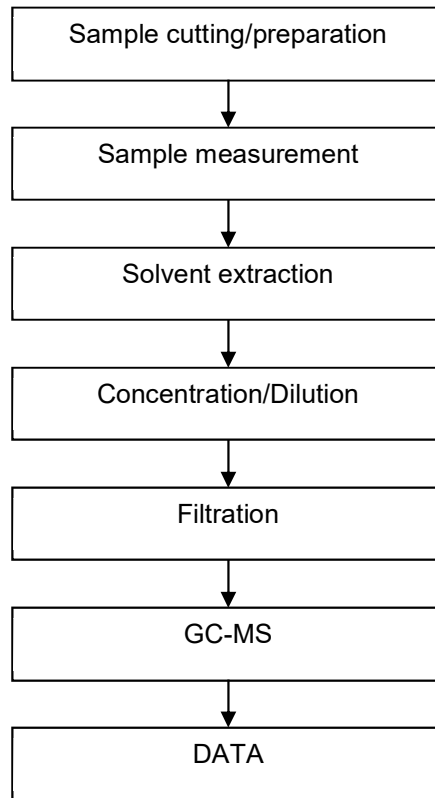 Sample cutting/preparation
Sample measurement
Solvent extraction
Concentration/Dilution
Filtration
GC-MS
DATA